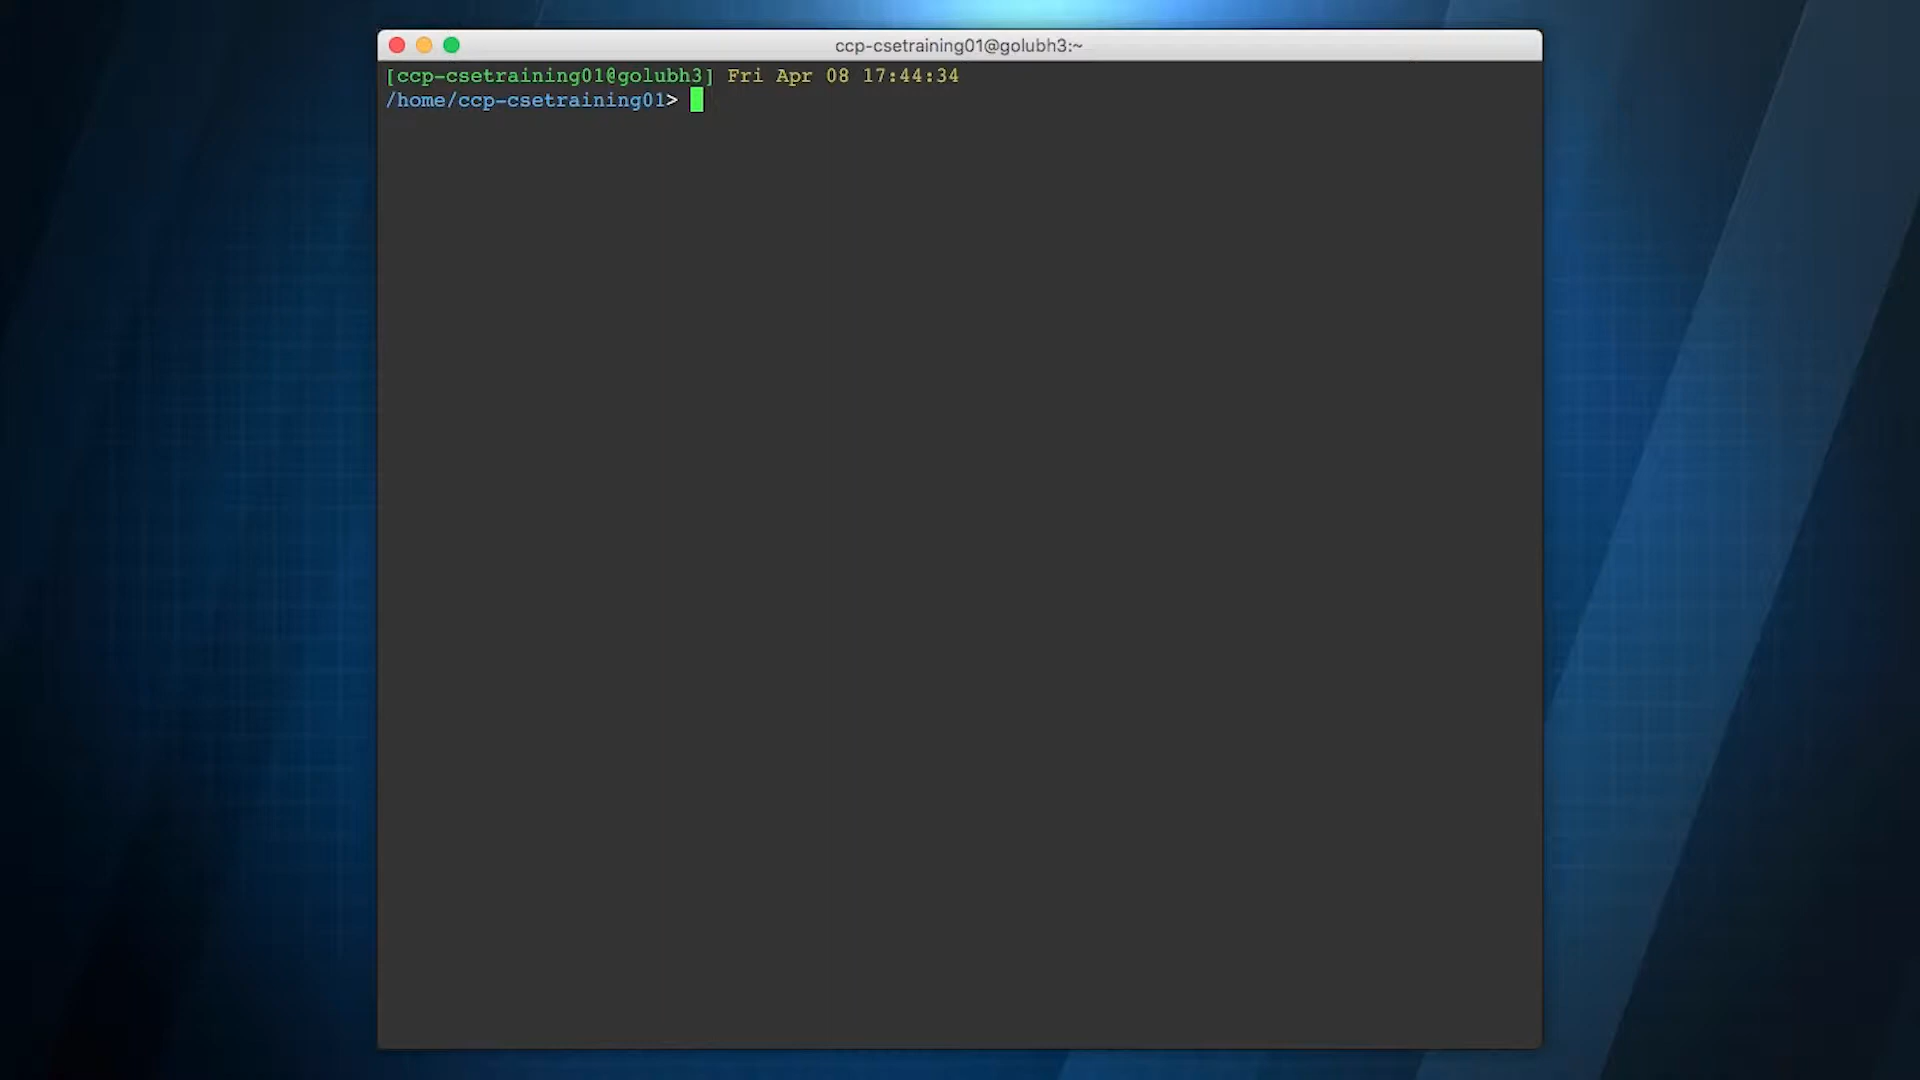 ccp-csetraining01@golubh3:~
[ccp-csetraining01@golubh3] Fri Apr 08 17:44:34
/home/ccp-csetraining01>